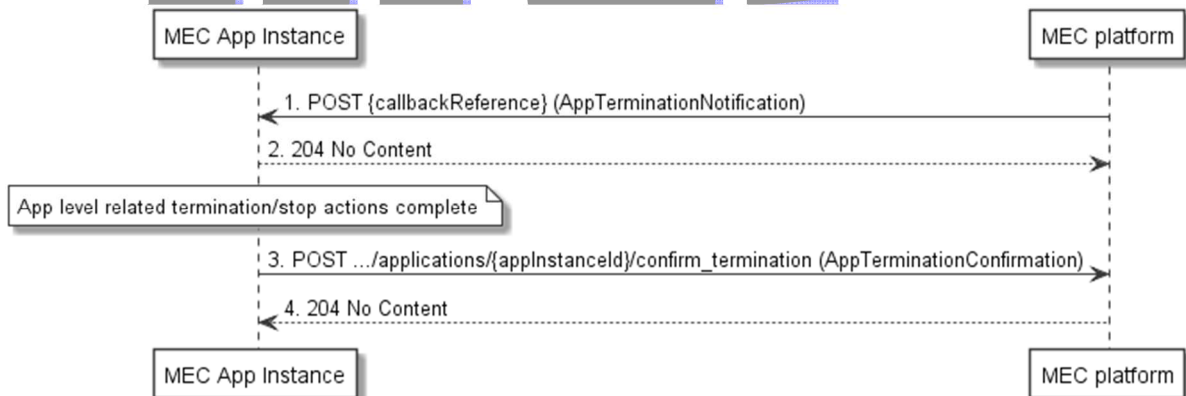 MEC App Instance
MEC platform
1. POST {callbackReference} (AppTerminationNotification)
2. 204 No Content
App level related termination/stop actions complete
3. POST .../applications/{appInstanceId}/confirm_termination (AppTerminationConfirmation)
4. 204 No Content
MEC App Instance
MEC platform